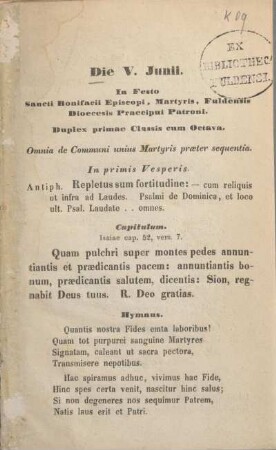 K 89
EX
BIBLIOTHECA
FULDENSI.
Die V. Junii.
In Festo
Sancti Bonifacii Episcopi, Martyris, Fuldensis
Dioecesis Praecipui Patroni.
Duplex primae Classis cum Octava.
Omnia de Communi unius Martyris præter sequentia.
In primis Vesperis.
Antiph. Repletus sum fortitudine: — cum reliquis
ut infra ad Laudes. Psalmi de Dominica, et loco
ult. Psal. Laudate . . omnes.
Capitulum.
Isaiae cap. 52, vers. 7.
Quam pulchri super montes pedes annun-
tiantis et prædicantis pacem: annuntiantis bo-
num, prædicantis salutem, dicentis: Sion, reg-
nabit Deus tuus. R. Deo gratias.
Hymnus.
Quantis nostra Fides emta laboribus!
Quam tot purpurei sanguine Martyres
Signatam, caleant ut sacra pectora,
Transmisere nepotibus.
Hac spiramus adhuc, vivimus hac Fide,
Hinc spes certa venit, nascitur hinc salus;
Si non degeneres nos sequimur Patrem,
Natis laus erit et Patri.